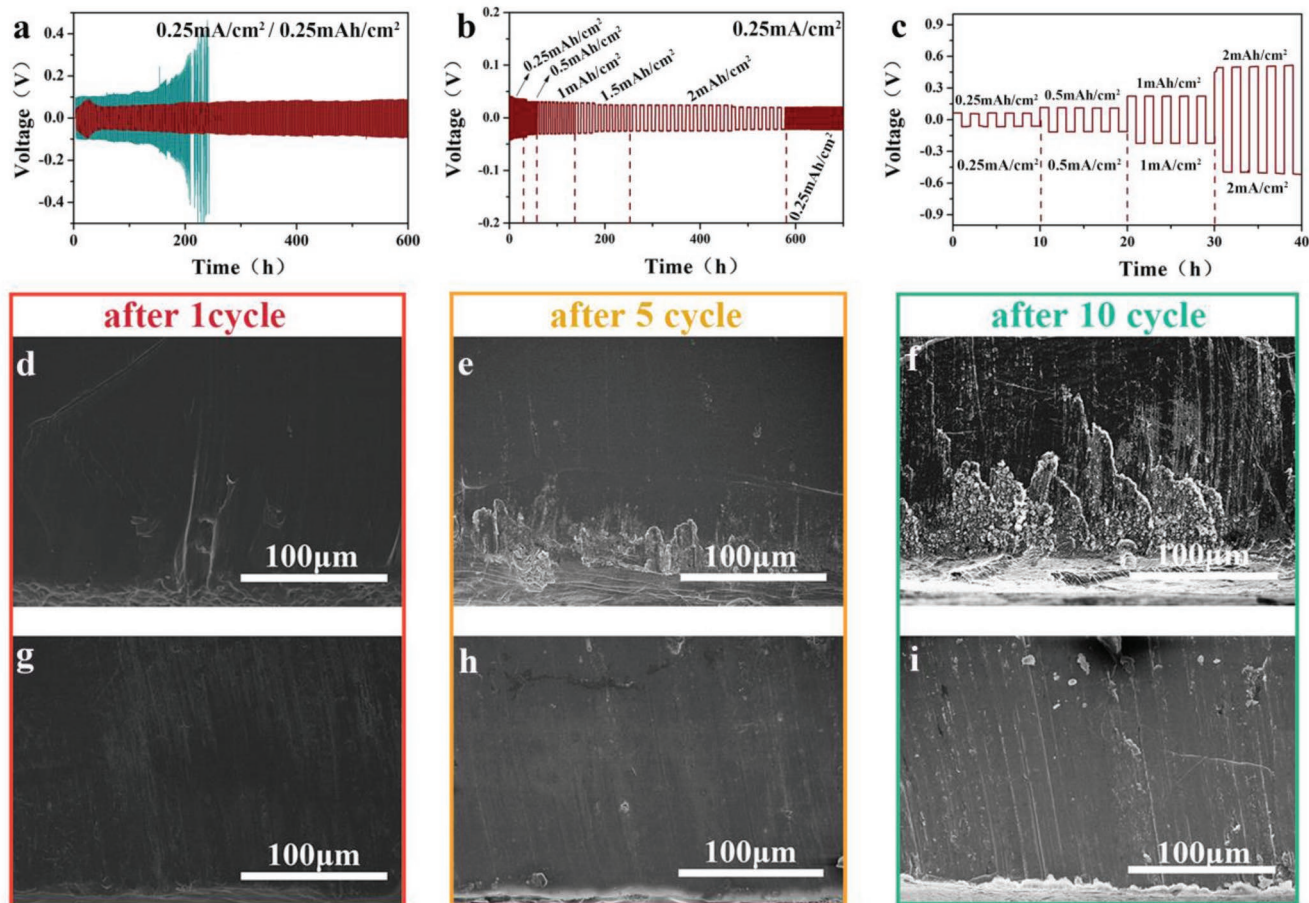 a
0.25mA/cm² / 0.25mAh/cm²
Voltage（V）
0.4
0.2
0.0
-0.2
-0.4
0
200
400
600
Time（h）
b
0.25mA/cm²
0.25mAh/cm²
0.5mAh/cm²
1mAh/cm²
1.5mAh/cm²
2mAh/cm²
0.25mAh/cm²
Voltage（V）
0.2
0.1
0.0
-0.1
-0.2
0
200
400
600
Time（h）
c
2mAh/cm²
1mAh/cm²
0.5mAh/cm²
0.25mAh/cm²
0.25mA/cm²
0.5mA/cm²
1mA/cm²
2mA/cm²
Voltage（V）
0.9
0.6
0.3
0.0
-0.3
-0.6
-0.9
0
10
20
30
40
Time（h）
after 1cycle
after 5 cycle
after 10 cycle
d
100μm
e
100μm
f
100μm
g
100μm
h
100μm
i
100μm